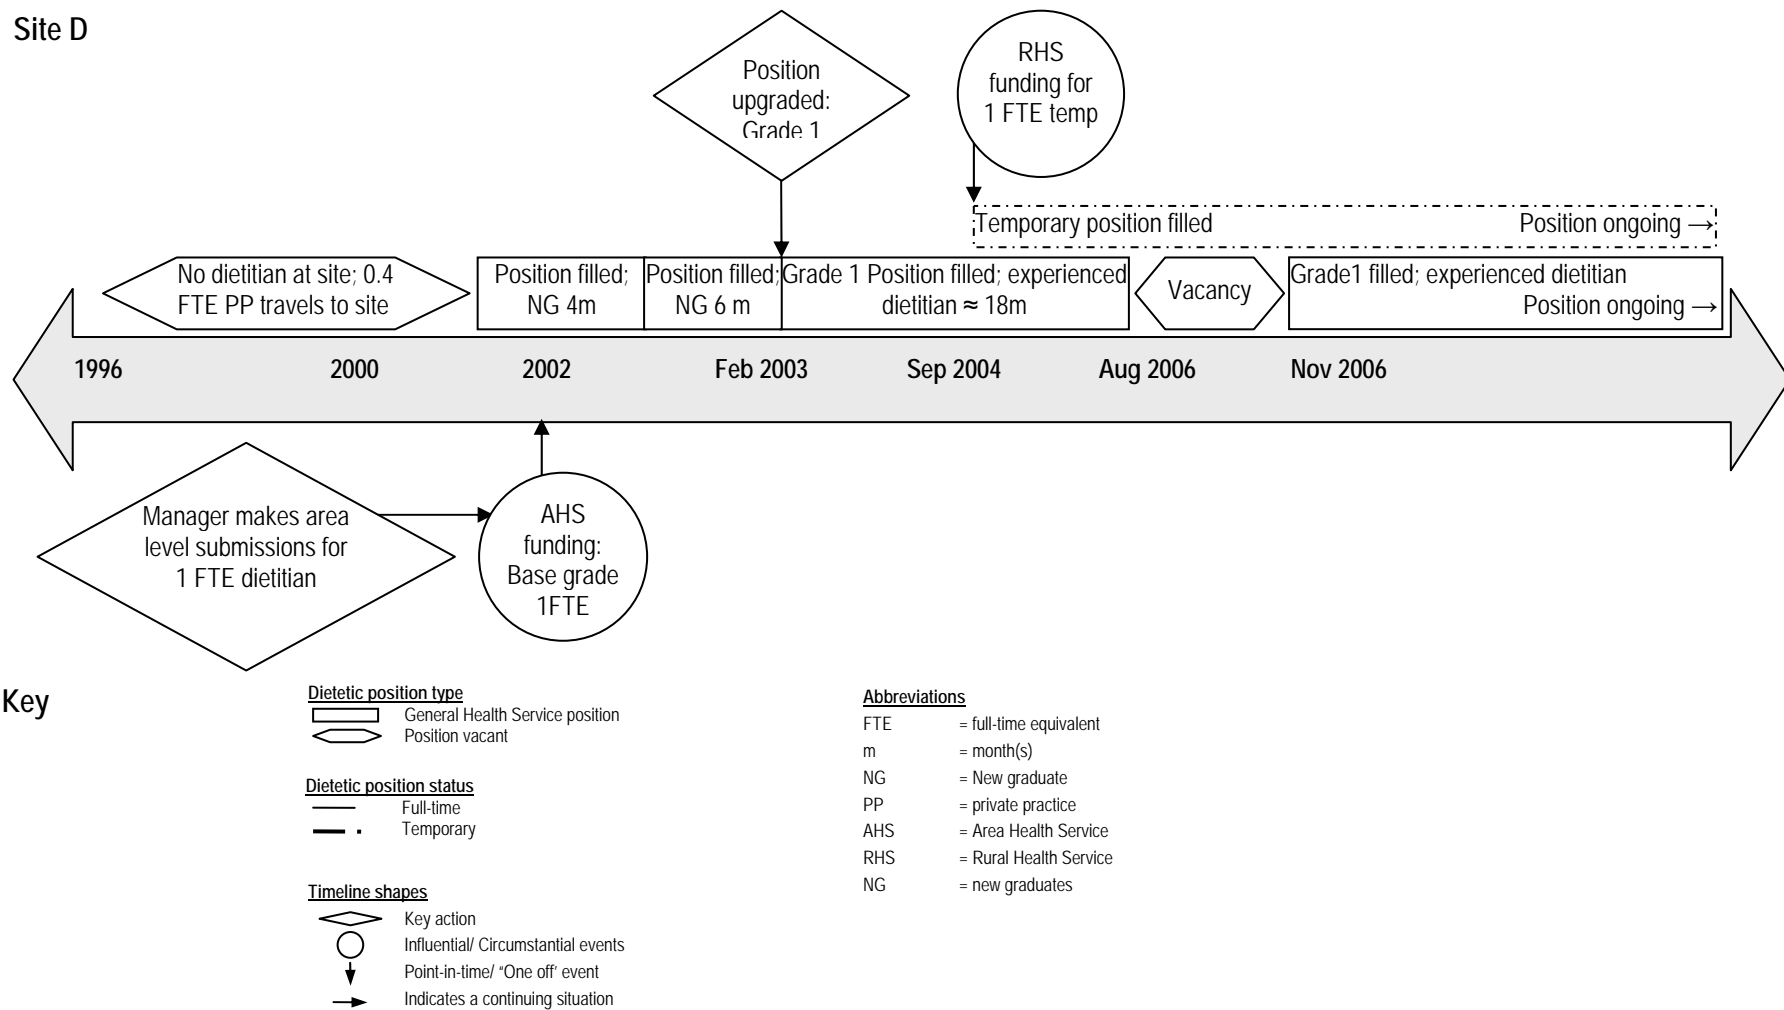 Site D
Position
upgraded:
Grade 1
RHS
funding for
1 FTE temp
Temporary position filled
Position ongoing →
No dietitian at site; 0.4
FTE PP travels to site
Position filled;
NG 4m
Position filled;
NG 6 m
Grade 1 Position filled; experienced
dietitian ≈ 18m
Vacancy
Grade1 filled; experienced dietitian
Position ongoing →
1996
2000
2002
Feb 2003
Sep 2004
Aug 2006
Nov 2006
Manager makes area
level submissions for
1 FTE dietitian
AHS
funding:
Base grade
1FTE
Key
Dietetic position type
General Health Service position
Position vacant
Dietetic position status
Full-time
Temporary
Timeline shapes
Key action
Influential/ Circumstantial events
Point-in-time/ “One off’ event
Indicates a continuing situation
Abbreviations
FTE = full-time equivalent
m = month(s)
NG = New graduate
PP = private practice
AHS = Area Health Service
RHS = Rural Health Service
NG = new graduates